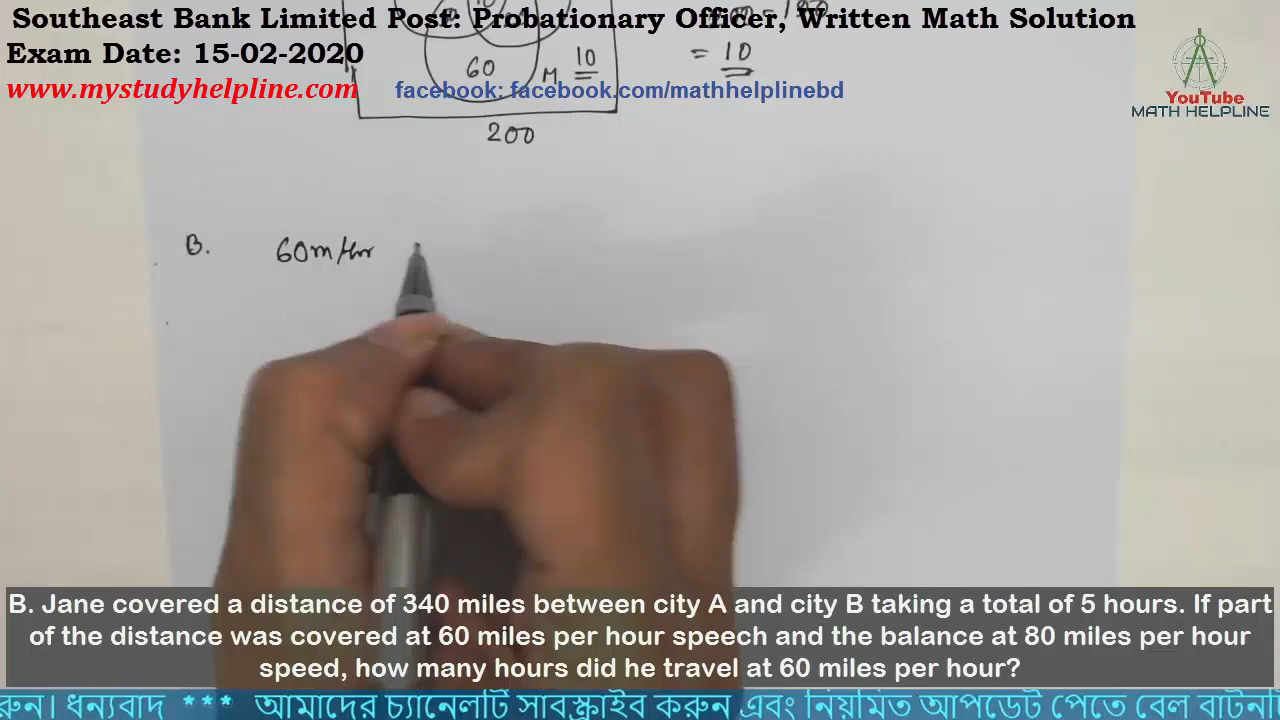 Southeast Bank Limited Post: Probationary Officer, Written Math Solution
Exam Date: 15-02-2020
www.mystudyhelpline.com facebook: facebook.com/mathhelplinebd
YouTube
MATH HELPLINE
60 M 10
= 10
200
B. 60m/hr
B. Jane covered a distance of 340 miles between city A and city B taking a total of 5 hours. If part
of the distance was covered at 60 miles per hour speech and the balance at 80 miles per hour
speed, how many hours did he travel at 60 miles per hour?
রুন। ধন্যবাদ *** আমাদের চ্যানেলটি সাবস্ক্রাইব করুন এবং নিয়মিত আপডেট পেতে বেল বাটনা